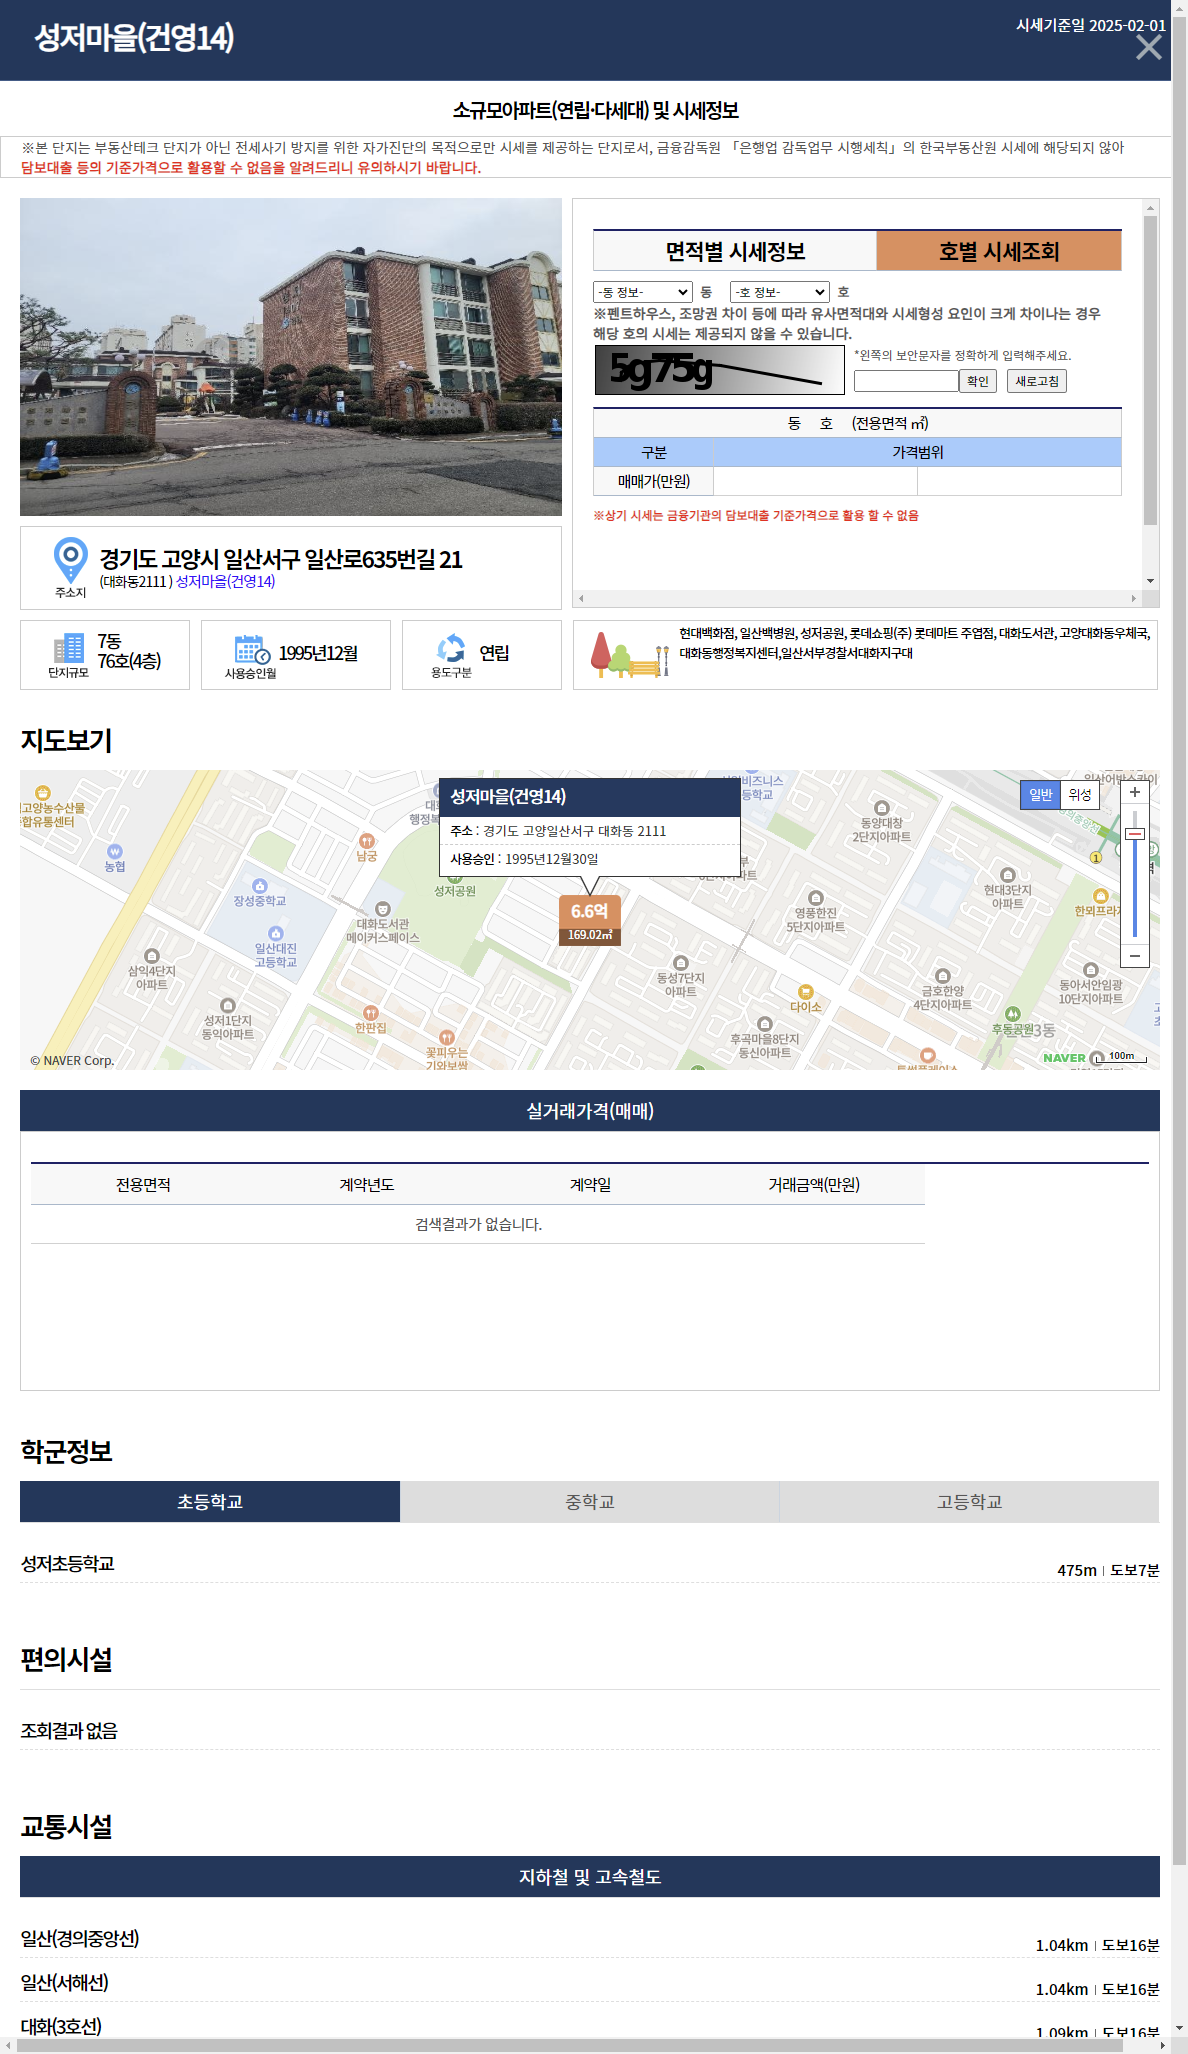 성저마을(건영14)
시세기준일 2025-02-01
소규모아파트(연립·다세대) 및 시세정보
※본 단지는 부동산테크 단지가 아닌 전세사기 방지를 위한 자가진단의 목적으로만 시세를 제공하는 단지로서, 금융감독원 「은행업 감독업무 시행세칙」의 한국부동산원 시세에 해당되지 않아
담보대출 등의 기준가격으로 활용할 수 없음을 알려드리니 유의하시기 바랍니다.
면적별 시세정보
호별 시세조회
-동 정보- 동 -호 정보- 호
※펜트하우스, 조망권 차이 등에 따라 유사면적대와 시세형성 요인이 크게 차이나는 경우
해당 호의 시세는 제공되지 않을 수 있습니다.
5g75g
*왼쪽의 보안문자를 정확하게 입력해주세요.
확인 새로고침
동 호 (전용면적 ㎡)
구분 가격범위
매매가(만원)
※상기 시세는 금융기관의 담보대출 기준가격으로 활용 할 수 없음
경기도 고양시 일산서구 일산로635번길 21
(대화동2111 ) 성저마을(건영14)
주소지
7동
76호(4층)
단지규모
1995년12월
사용승인월
연립
용도구분
현대백화점, 일산백병원, 성저공원, 롯데쇼핑(주) 롯데마트 주엽점, 대화도서관, 고양대화동우체국,
대화동행정복지센터,일산서부경찰서대화지구대
지도보기
성저마을(건영14)
주소 : 경기도 고양일산서구 대화동 2111
사용승인 : 1995년12월30일
6.6억
169.02㎡
일반 위성
고양농수산물
합유통센터
농협
남궁
장성중학교
성저공원
대화도서관
메이커스페이스
일산대진
고등학교
삼익4단지
아파트
성저1단지
동익아파트
한판집
꽃피우는
기와보쌈
동성7단지
아파트
영풍한진
5단지아파트
동양대창
2단지아파트
현대3단지
아파트
다이소
후곡마을8단지
동신아파트
금호한양
4단지아파트
후동공원
동아서안임광
10단지아파트
© NAVER Corp.
NAVER
100m
실거래가격(매매)
전용면적 계약년도 계약일 거래금액(만원)
검색결과가 없습니다.
학군정보
초등학교 중학교 고등학교
성저초등학교
475m 도보7분
편의시설
조회결과 없음
교통시설
지하철 및 고속철도
일산(경의중앙선)
1.04km 도보16분
일산(서해선)
1.04km 도보16분
대화(3호선)
1.09km 도보16분